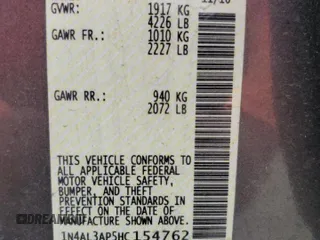 12/16
GVWR: 1917 KG
4226 LB
GAWR FR.: 1010 KG
2227 LB
GAWR RR.: 940 KG
2072 LB
THIS VEHICLE CONFORMS TO
ALL APPLICABLE FEDERAL
MOTOR VEHICLE SAFETY,
BUMPER, AND THEFT
PREVENTION STANDARDS IN
EFFECT ON THE DATE OF
MANUFACTURE SHOWN ABOVE.
1N4AL3AP5HC154762